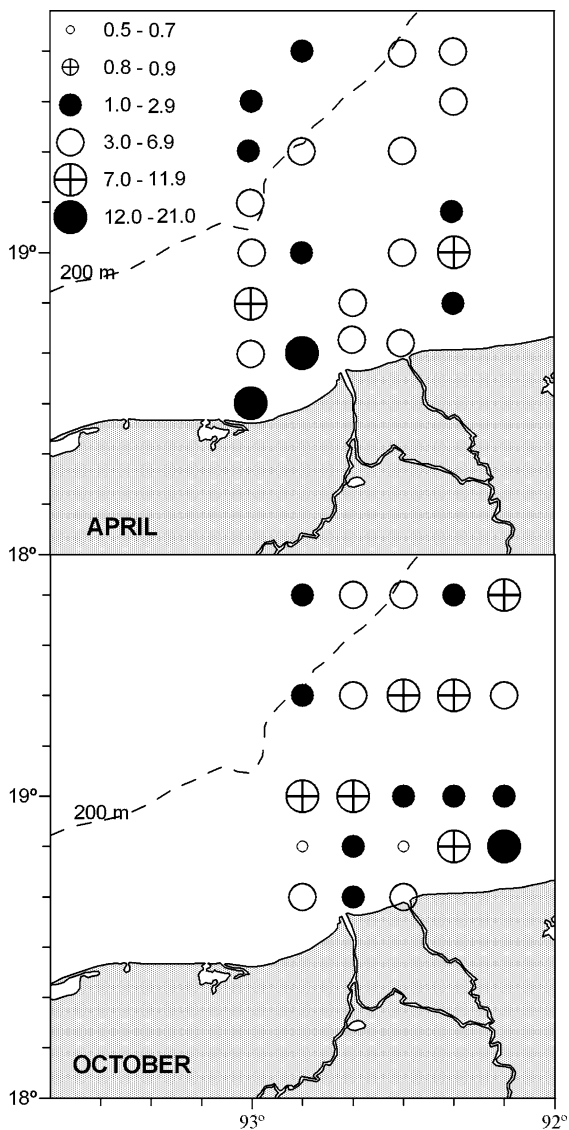 0.5 - 0.7
0.8 - 0.9
1.0 - 2.9
3.0 - 6.9
7.0 - 11.9
12.0 - 21.0
19º
200 m
APRIL
18º
19º
200 m
OCTOBER
18º
93º
92º